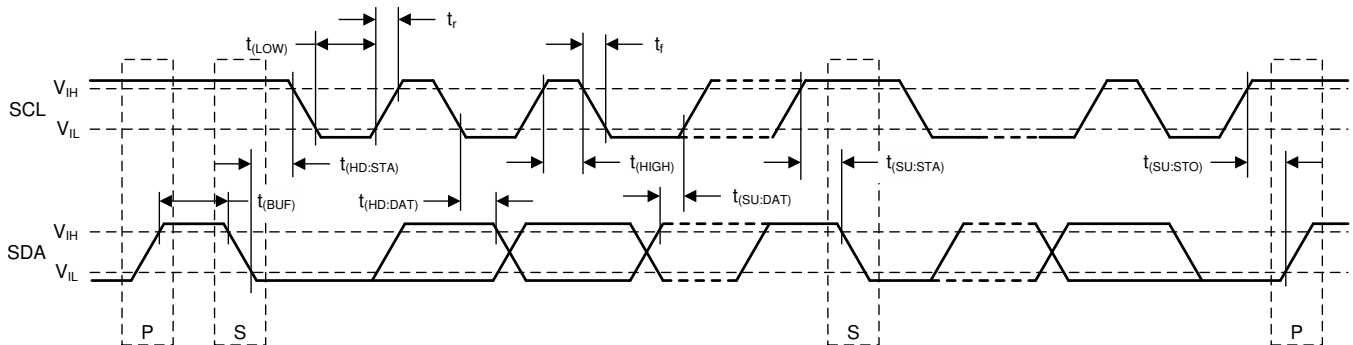 t(LOW)
tr
tf
SCL
VIH
VIL
t(HD:STA)
t(HIGH)
t(SU:STA)
t(SU:STO)
t(BUF)
t(HD:DAT)
t(SU:DAT)
SDA
VIH
VIL
P
S
S
P